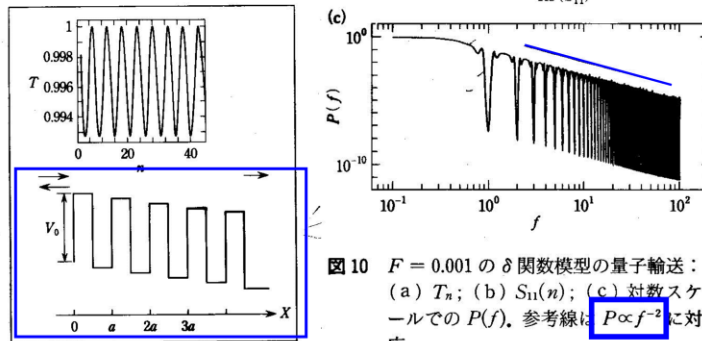 (c)
1
0.998
0.996
T
0.994
0
20
40
n
V₀
0
a
2a
3a
X
10⁰
P(f)
10⁻¹⁰
10⁻¹
10⁰
10¹
10²
f
図10 F = 0.001 の δ 関数模型の量子輸送:
(a) Tₙ; (b) S₁₁(n); (c) 対数スケ
ールでの P(f)。参考線は P∝f⁻² に対